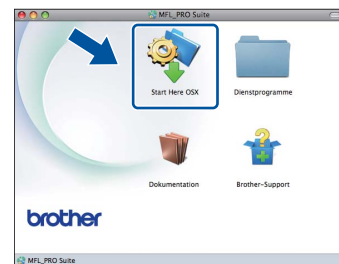 MFL_PRO Suite
Start Here OSX
Dienstprogramme
Dokumentation
Brother-Support
brother
MFL_PRO Suite